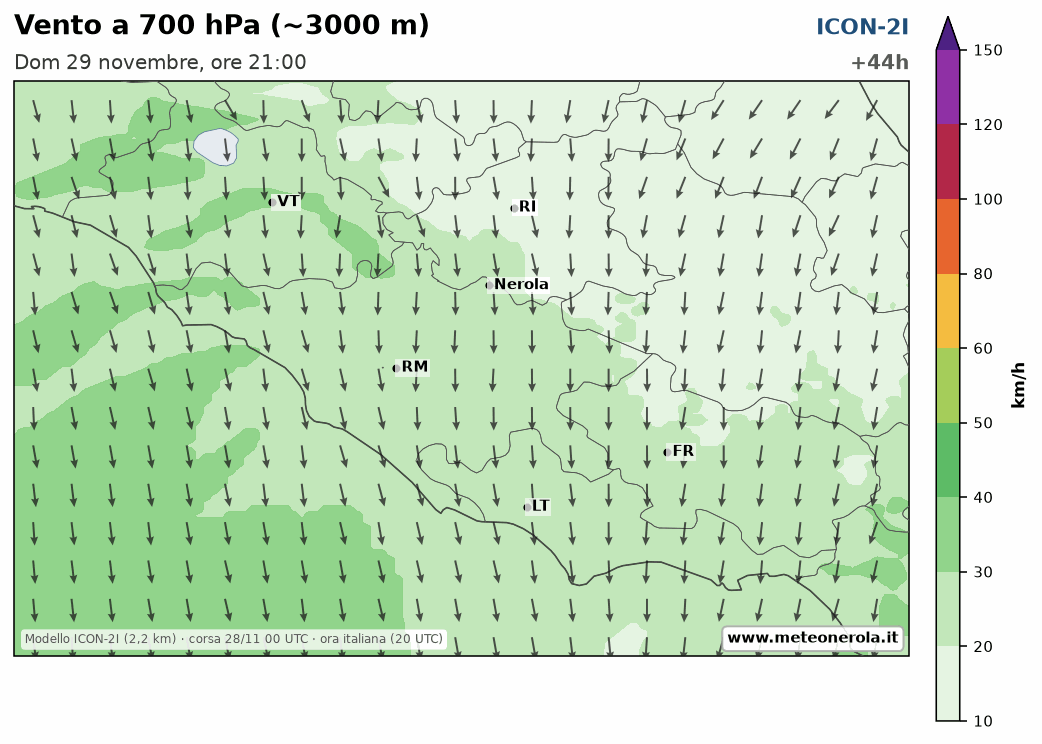 Vento a 700 hPa (~3000 m)
ICON-2I
Dom 29 novembre, ore 21:00
+44h
150
120
100
80
60
50
40
30
20
10
km/h
VT
RI
Nerola
RM
FR
LT
Modello ICON-2I (2,2 km) · corsa 28/11 00 UTC · ora italiana (20 UTC)
www.meteonerola.it